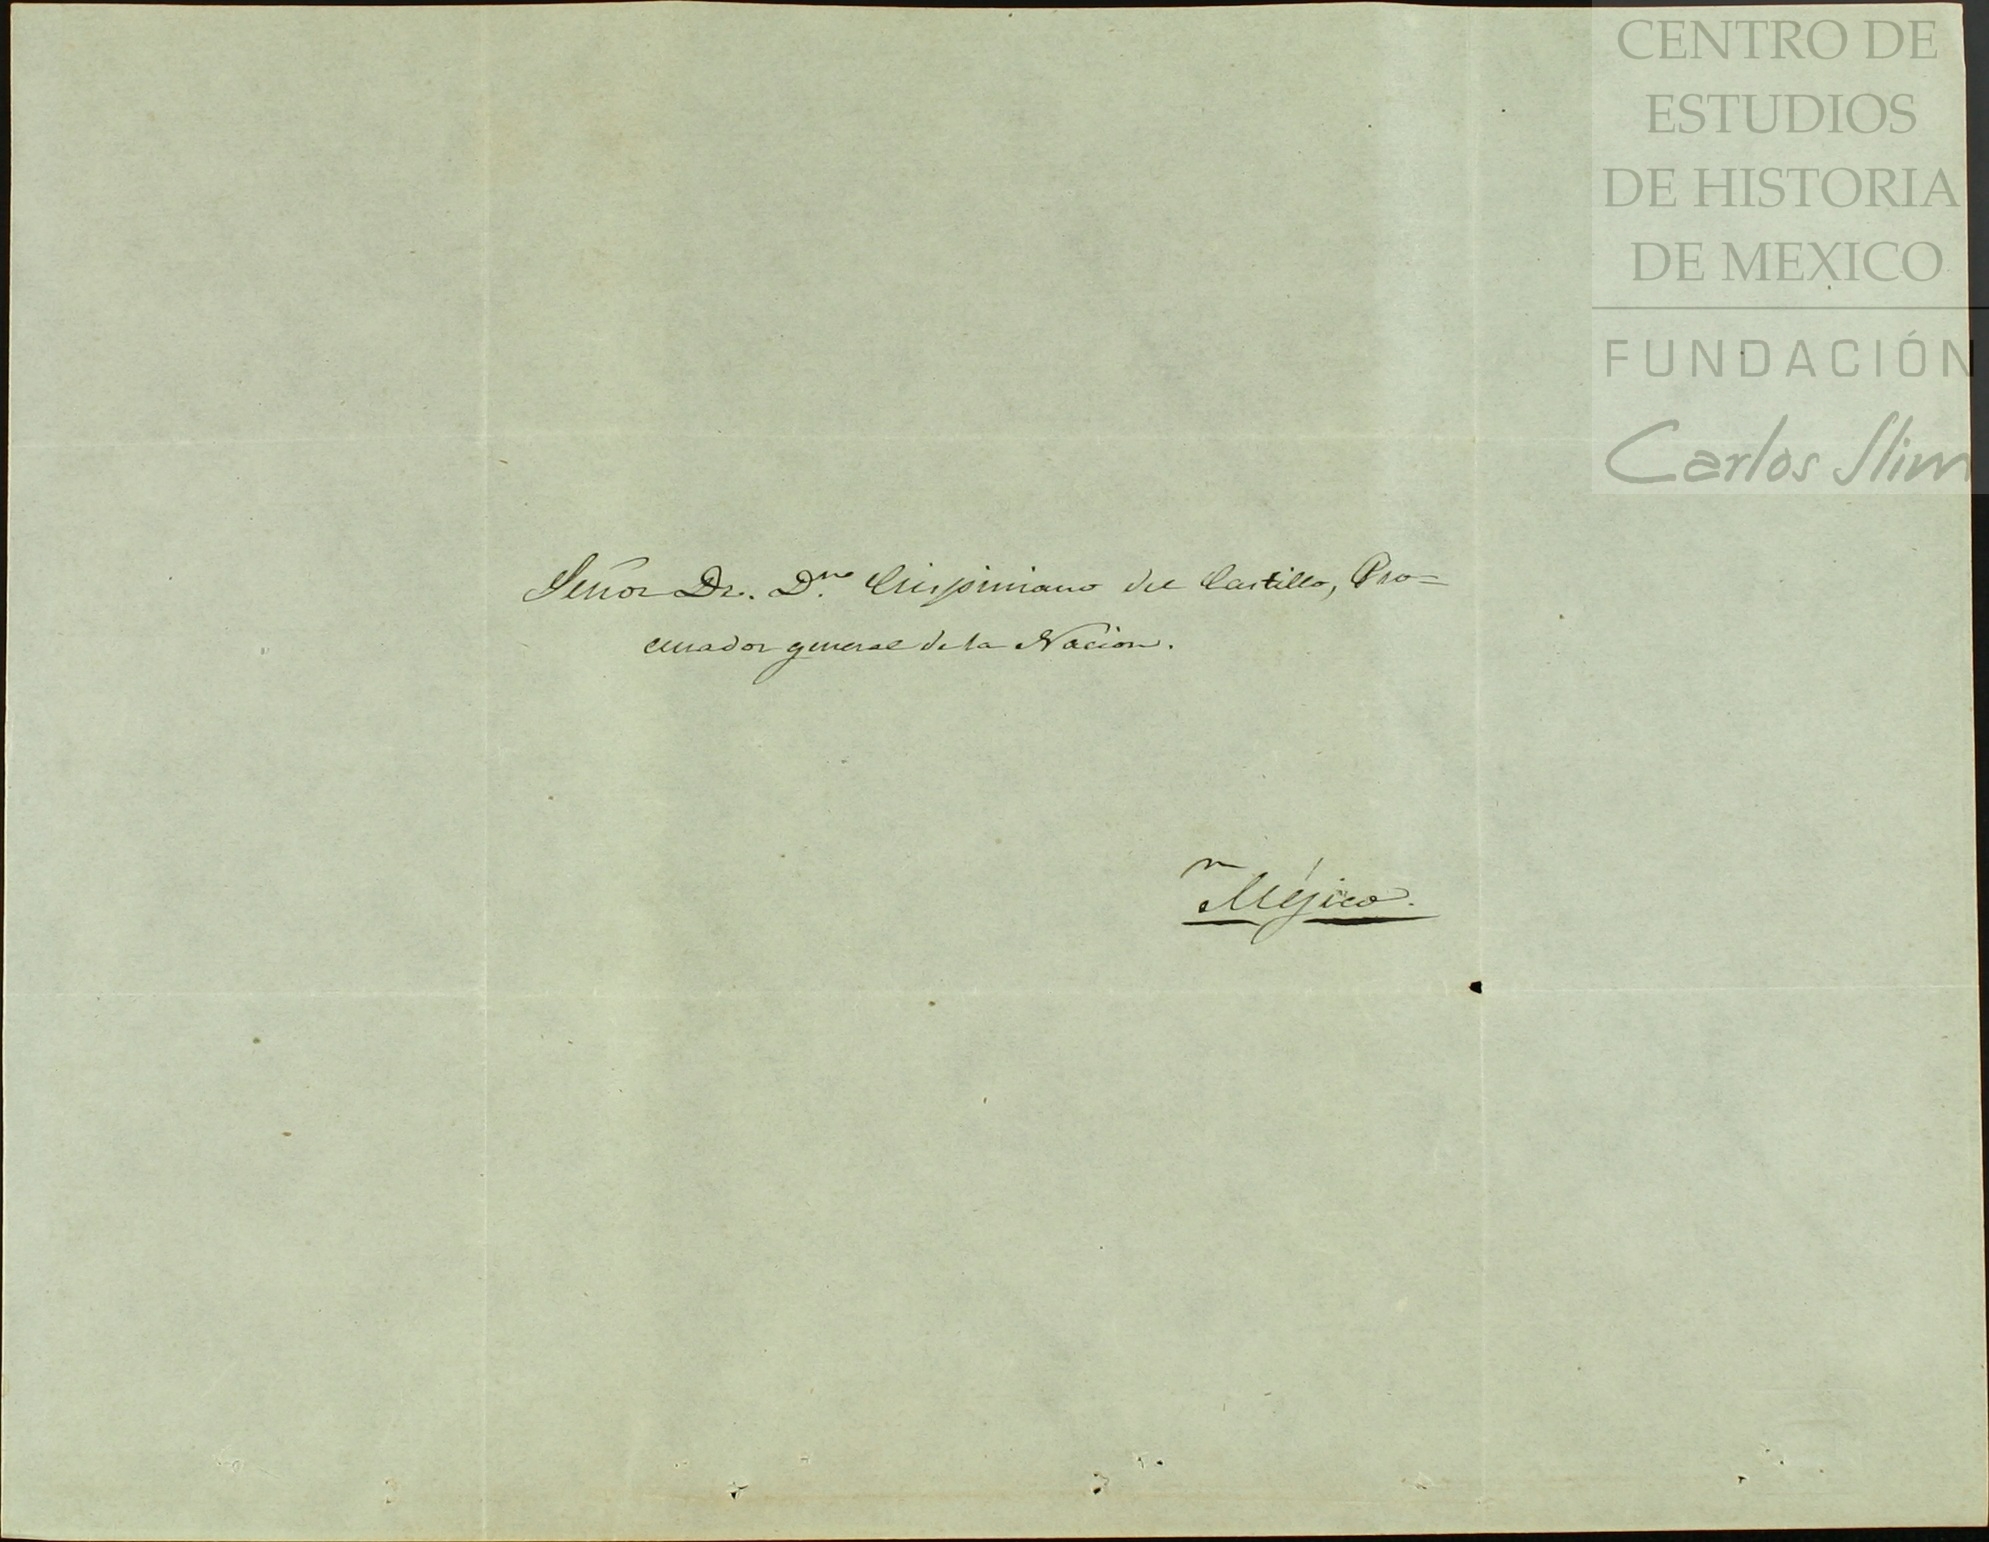 Señor Dr. Dn. Crispiniano del Castillo, Pro=
curador general de la Nacion.
Méjico.
CENTRO DE
ESTUDIOS
DE HISTORIA
DE MEXICO
FUNDACIÓN
Carlos Slim